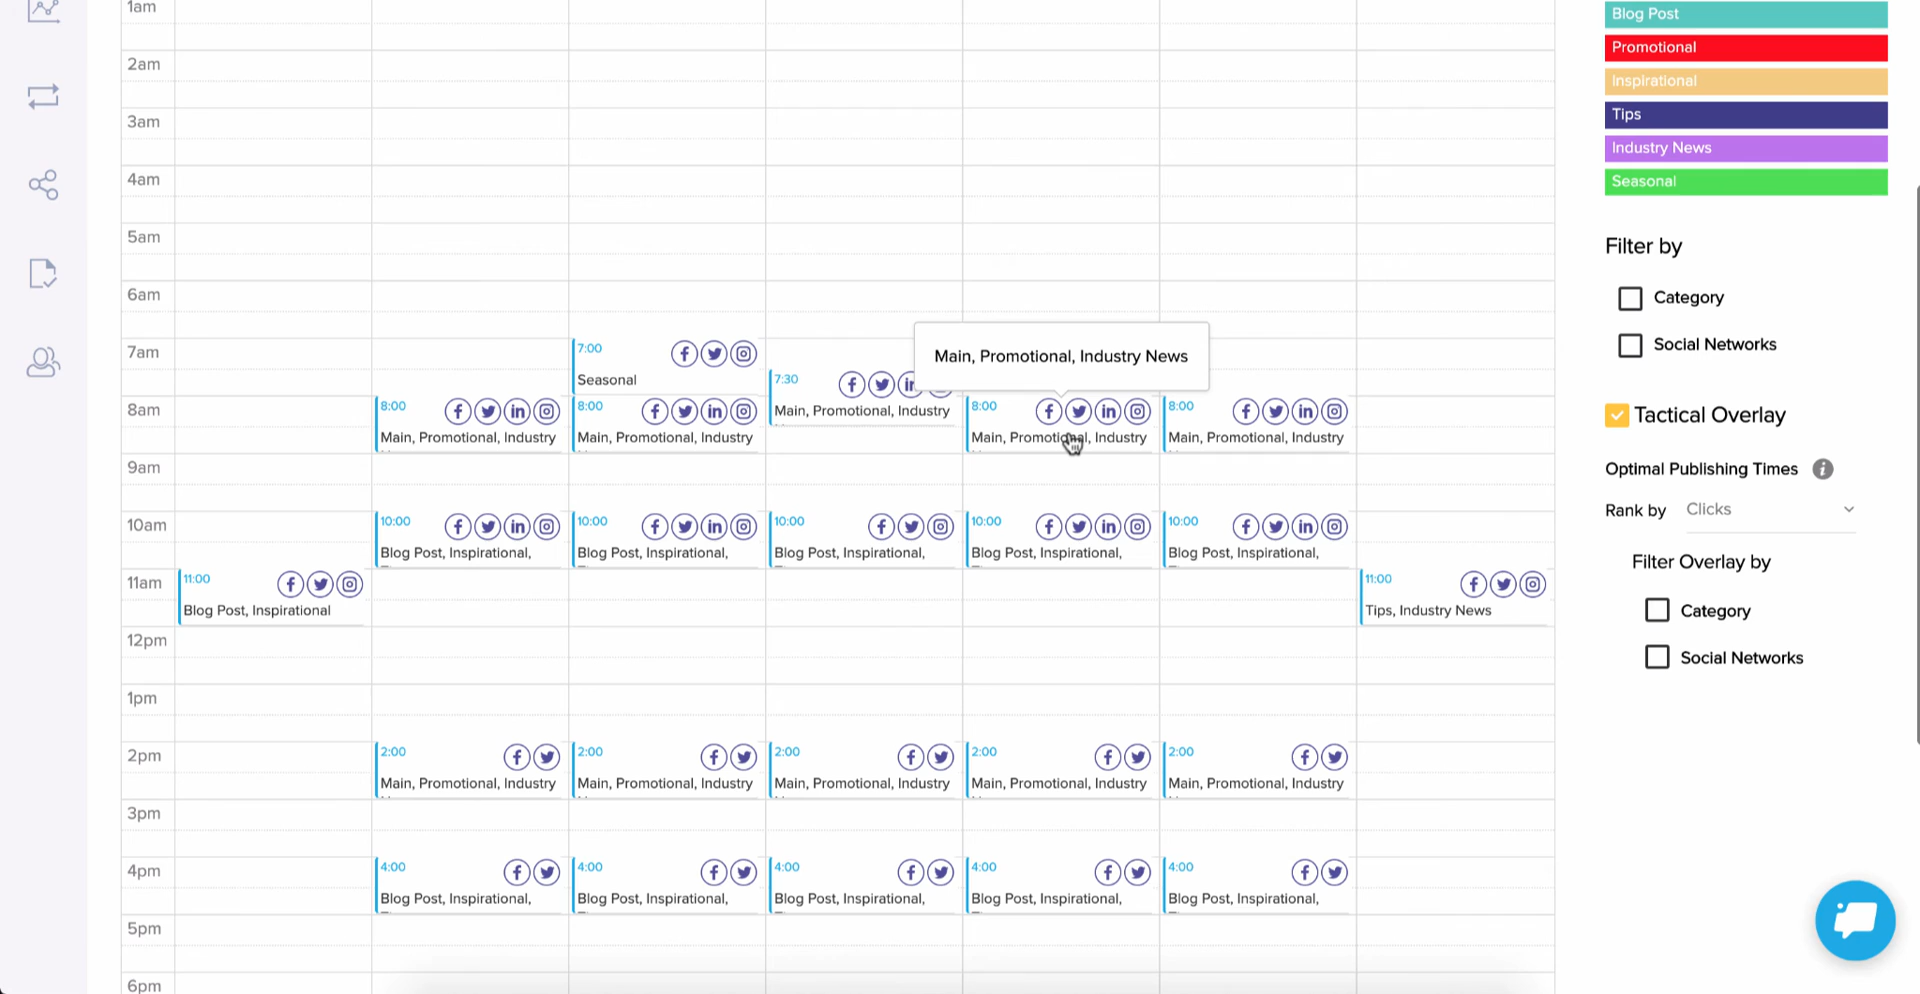 1am
2am
3am
4am
5am
6am
7am
8am
9am
10am
11am
12pm
1pm
2pm
3pm
4pm
5pm
6pm
11:00
Blog Post, Inspirational
8:00
Main, Promotional, Industry
10:00
Blog Post, Inspirational,
2:00
Main, Promotional, Industry
4:00
Blog Post, Inspirational,
7:00
Seasonal
8:00
Main, Promotional, Industry
10:00
Blog Post, Inspirational,
2:00
Main, Promotional, Industry
4:00
Blog Post, Inspirational,
7:30
Main, Promotional, Industry
10:00
Blog Post, Inspirational,
2:00
Main, Promotional, Industry
4:00
Blog Post, Inspirational,
Main, Promotional, Industry News
8:00
Main, Promotional, Industry
10:00
Blog Post, Inspirational,
2:00
Main, Promotional, Industry
4:00
Blog Post, Inspirational,
8:00
Main, Promotional, Industry
10:00
Blog Post, Inspirational,
2:00
Main, Promotional, Industry
4:00
Blog Post, Inspirational,
11:00
Tips, Industry News
Blog Post
Promotional
Inspirational
Tips
Industry News
Seasonal
Filter by
Category
Social Networks
Tactical Overlay
Optimal Publishing Times
Rank by Clicks
Filter Overlay by
Category
Social Networks